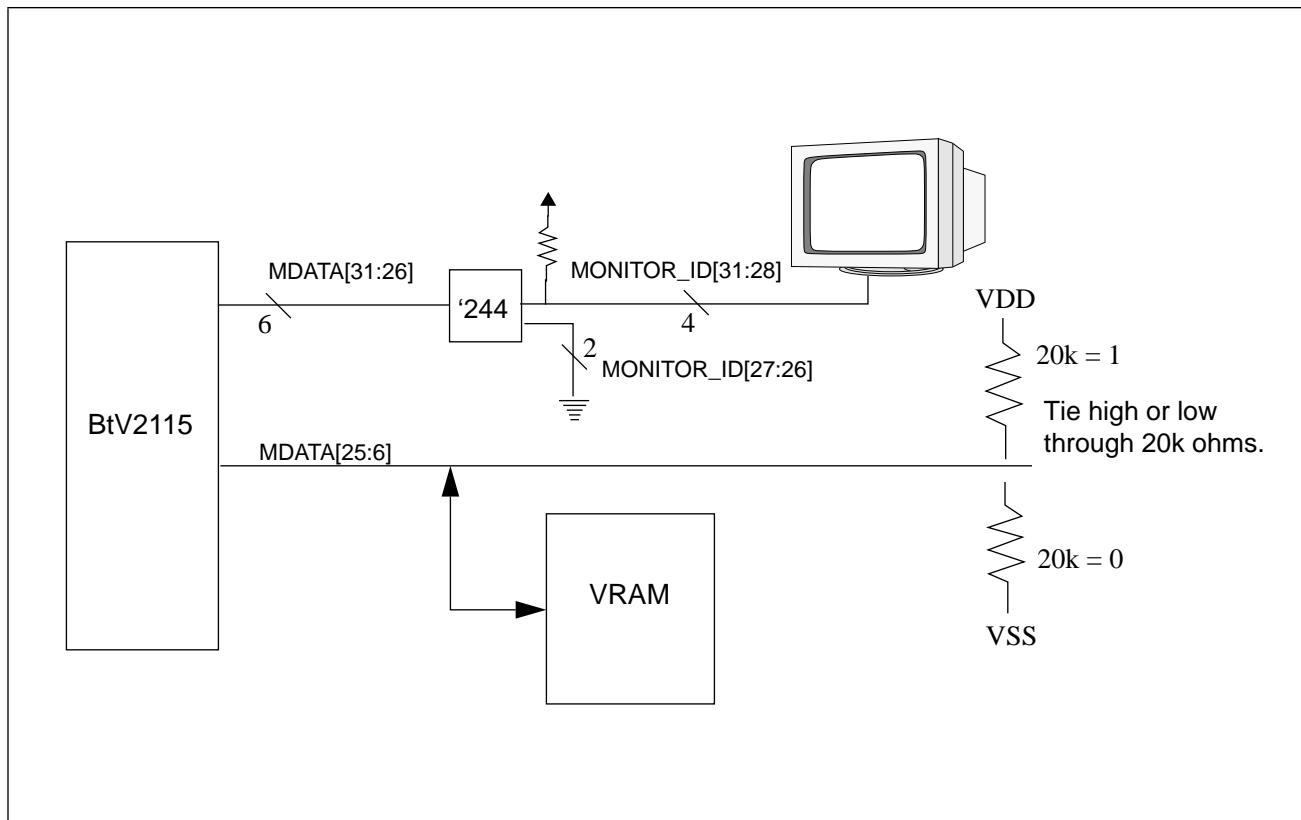 MDATA[31:26]
6
‘244
MONITOR_ID[31:28]
4
2
MONITOR_ID[27:26]
VDD
20k = 1
Tie high or low
through 20k ohms.
BtV2115
MDATA[25:6]
VRAM
20k = 0
VSS